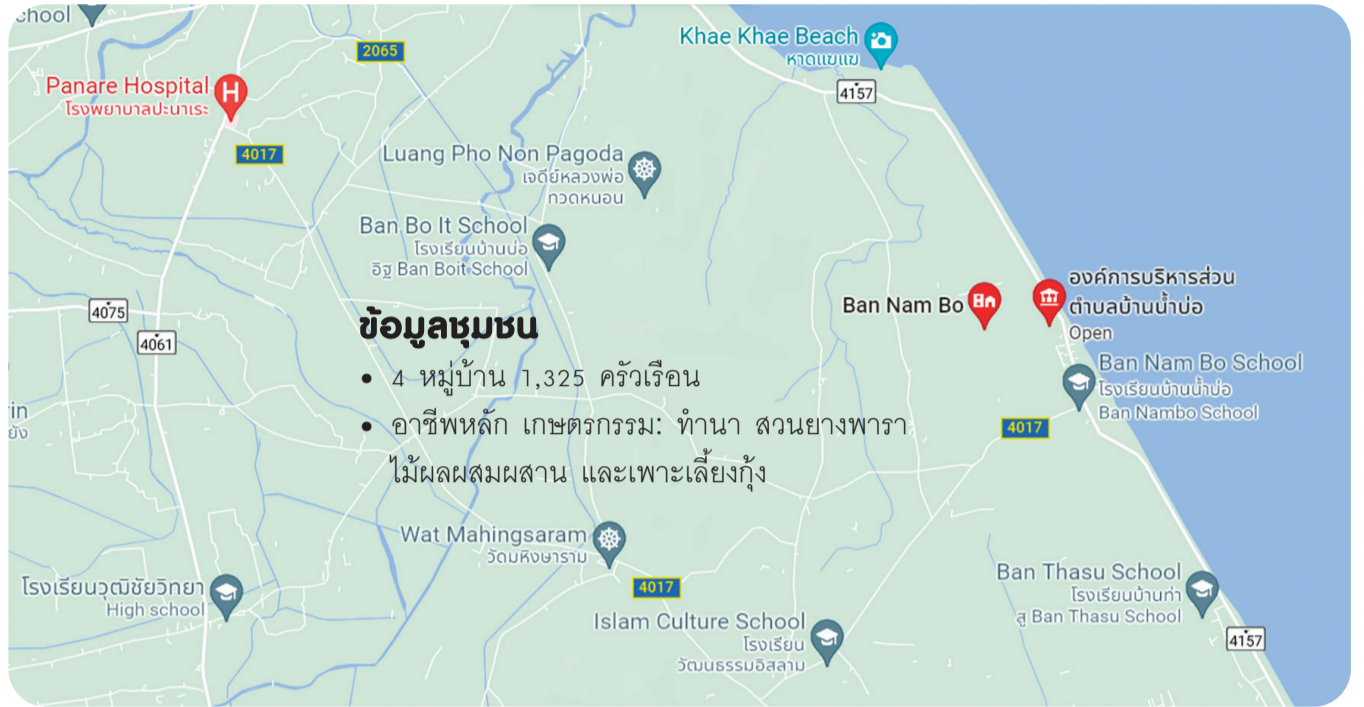 chool
2065
Khae Khae Beach
หาดแฆแฆ
4157
Panare Hospital
โรงพยาบาลปะนาเระ
4017
Luang Pho Non Pagoda
เจดีย์หลวงพ่อ
ทวดหนอน
Ban Bo It School
โรงเรียนบ้านบ่อ
อิฐ Ban Boit School
4075
4061
Ban Nam Bo
องค์การบริหารส่วน
ตำบลบ้านน้ำบ่อ
Open
Ban Nam Bo School
โรงเรียนบ้านน้ำบ่อ
Ban Nambo School
4017
ข้อมูลชุมชน
• 4 หมู่บ้าน 1,325 ครัวเรือน
• อาชีพหลัก เกษตรกรรม: ทำนา สวนยางพารา
ไม้ผลผสมผสาน และเพาะเลี้ยงกุ้ง
in
ยัง
Wat Mahingsaram
วัดมหิงษาราม
4017
โรงเรียนวุฒิชัยวิทยา
High school
Islam Culture School
โรงเรียน
วัฒนธรรมอิสลาม
Ban Thasu School
โรงเรียนบ้านท่า
สู Ban Thasu School
4157